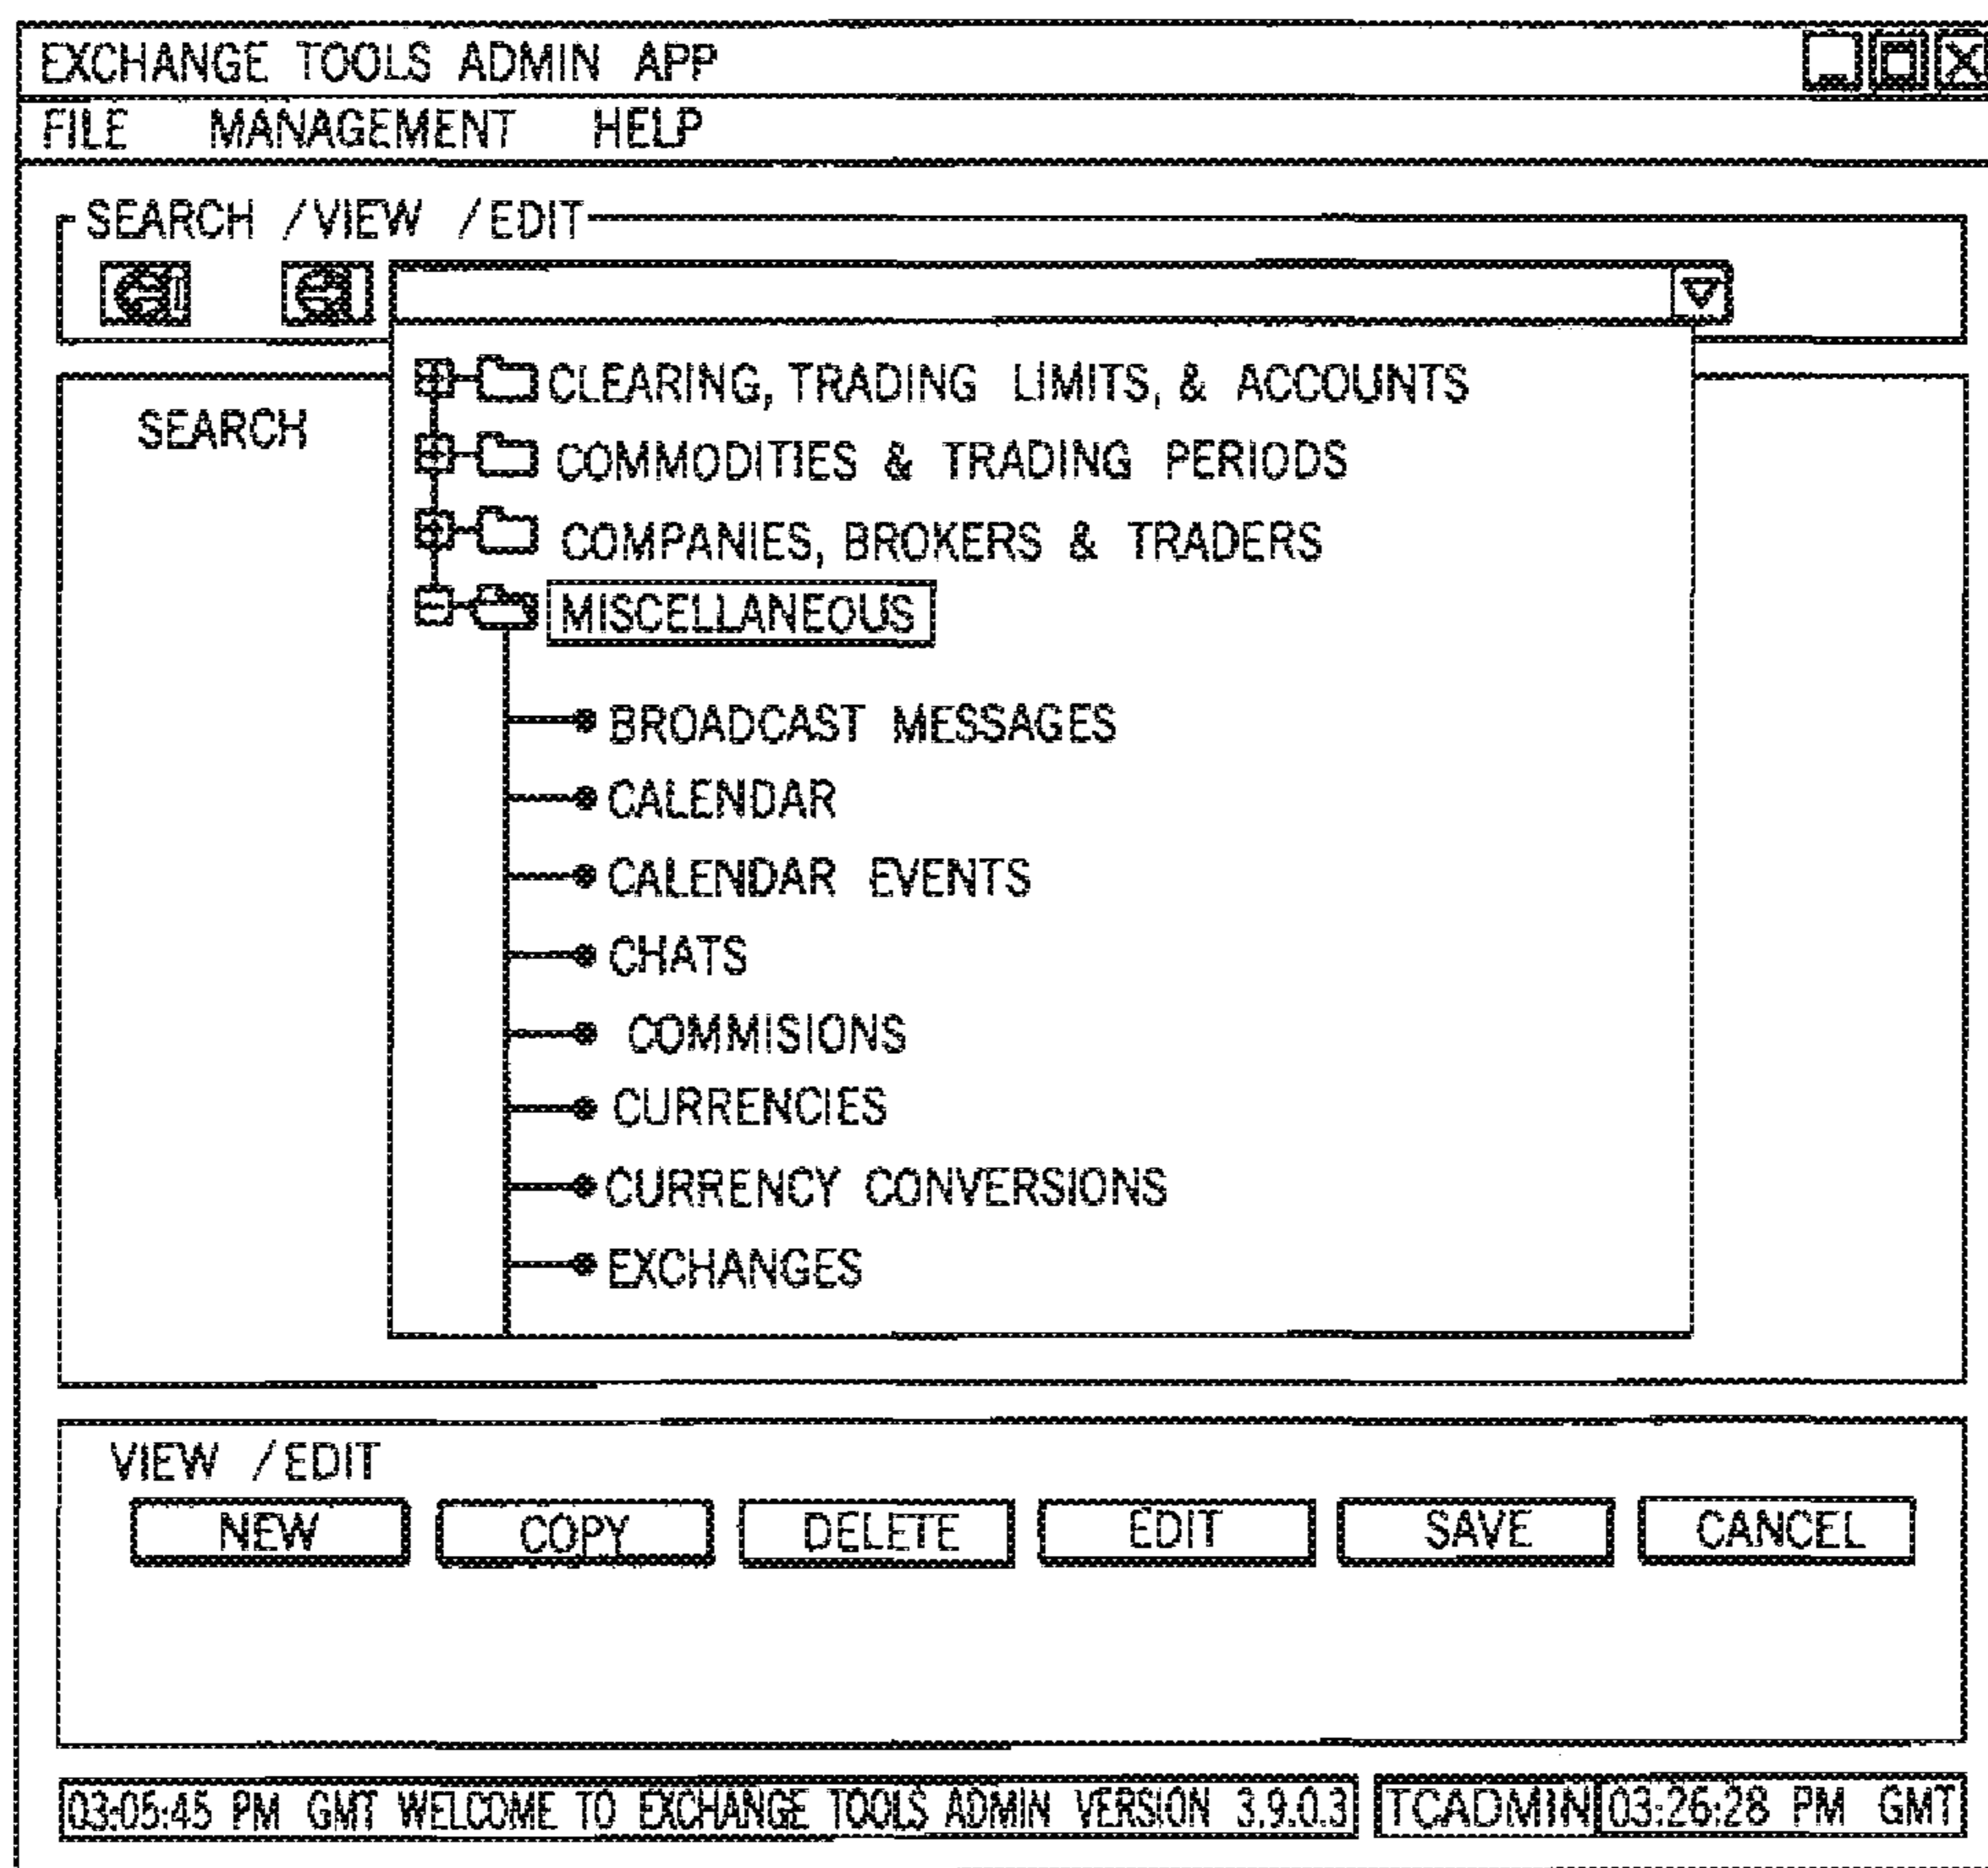 EXCHANGE TOOLS ADMIN APP
FILE MANAGEMENT HELP
SEARCH /VIEW /EDIT
CLEARING, TRADING LIMITS, & ACCOUNTS
SEARCH
COMMODITIES & TRADING PERIODS
COMPANIES, BROKERS & TRADERS
MISCELLANEOUS
BROADCAST MESSAGES
CALENDAR
CALENDAR EVENTS
CHATS
COMMISIONS
CURRENCIES
CURRENCY CONVERSIONS
EXCHANGES
VIEW /EDIT
NEW COPY DELETE EDIT SAVE CANCEL
03:05:45 PM GMT WELCOME TO EXCHANGE TOOLS ADMIN VERSION 3.9.0.3 TCADMIN 03:26:28 PM GMT